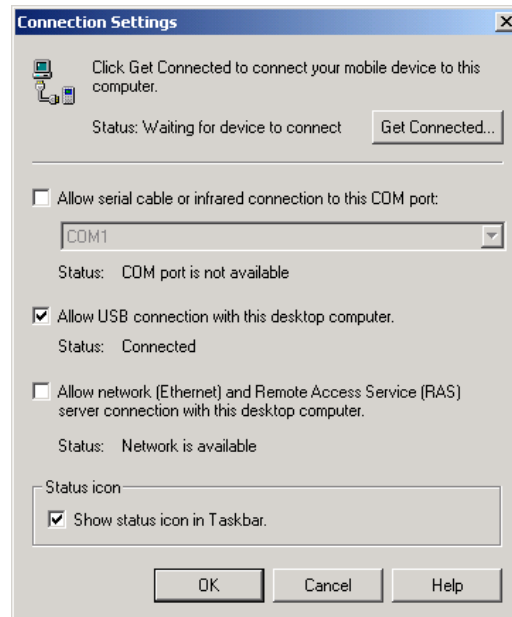 Connection Settings
Click Get Connected to connect your mobile device to this
computer.
Status: Waiting for device to connect
Get Connected...
Allow serial cable or infrared connection to this COM port:
COM1
Status: COM port is not available
Allow USB connection with this desktop computer.
Status: Connected
Allow network (Ethernet) and Remote Access Service (RAS)
server connection with this desktop computer.
Status: Network is available
Status icon
Show status icon in Taskbar.
OK Cancel Help